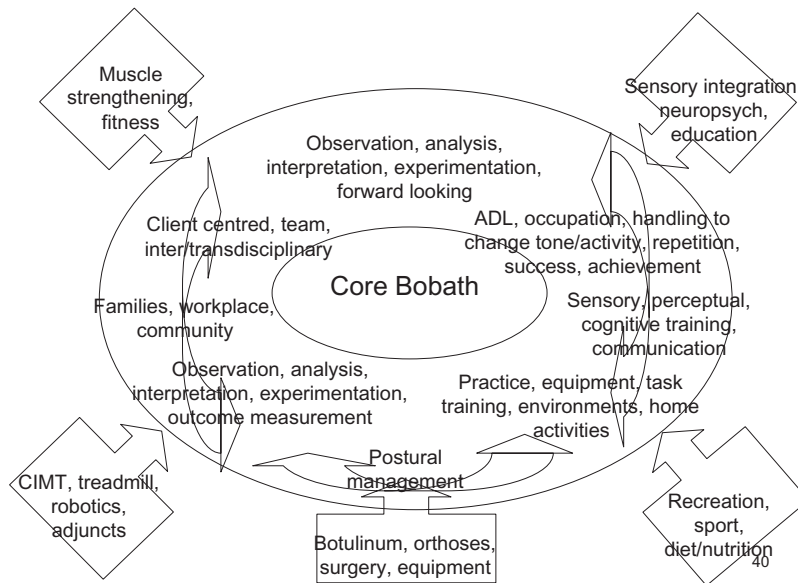 Muscle
strengthening,
fitness
Sensory integration
neuropsych,
education
Observation, analysis,
interpretation, experimentation,
forward looking
Client centred, team,
inter/transdisciplinary
ADL, occupation, handling to
change tone/activity, repetition,
success, achievement
Core Bobath
Families, workplace,
community
Sensory, perceptual,
cognitive training,
communication
Observation, analysis,
interpretation, experimentation,
outcome measurement
Practice, equipment, task
training, environments, home
activities
Postural
management
CIMT, treadmill,
robotics,
adjuncts
Botulinum, orthoses,
surgery, equipment
Recreation,
sport,
diet/nutrition
40